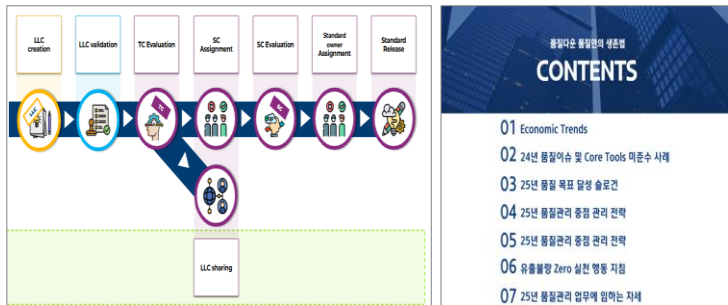 LLC
creation
LLC validation
TC Evaluation
SC
Assignment
SC Evaluation
Standard
owner
Assignment
Standard
Release
LLC
TC
SC
LLC sharing
품질다운 품질만의 생존법
CONTENTS
01 Economic Trends
02 24년 품질이슈 및 Core Tools 미준수 사례
03 25년 품질 목표 달성 슬로건
04 25년 품질관리 중점 관리 전략
05 25년 품질관리 중점 관리 전략
06 유출불량 Zero 실천 행동 지침
07 25년 품질관리 업무에 임하는 자세